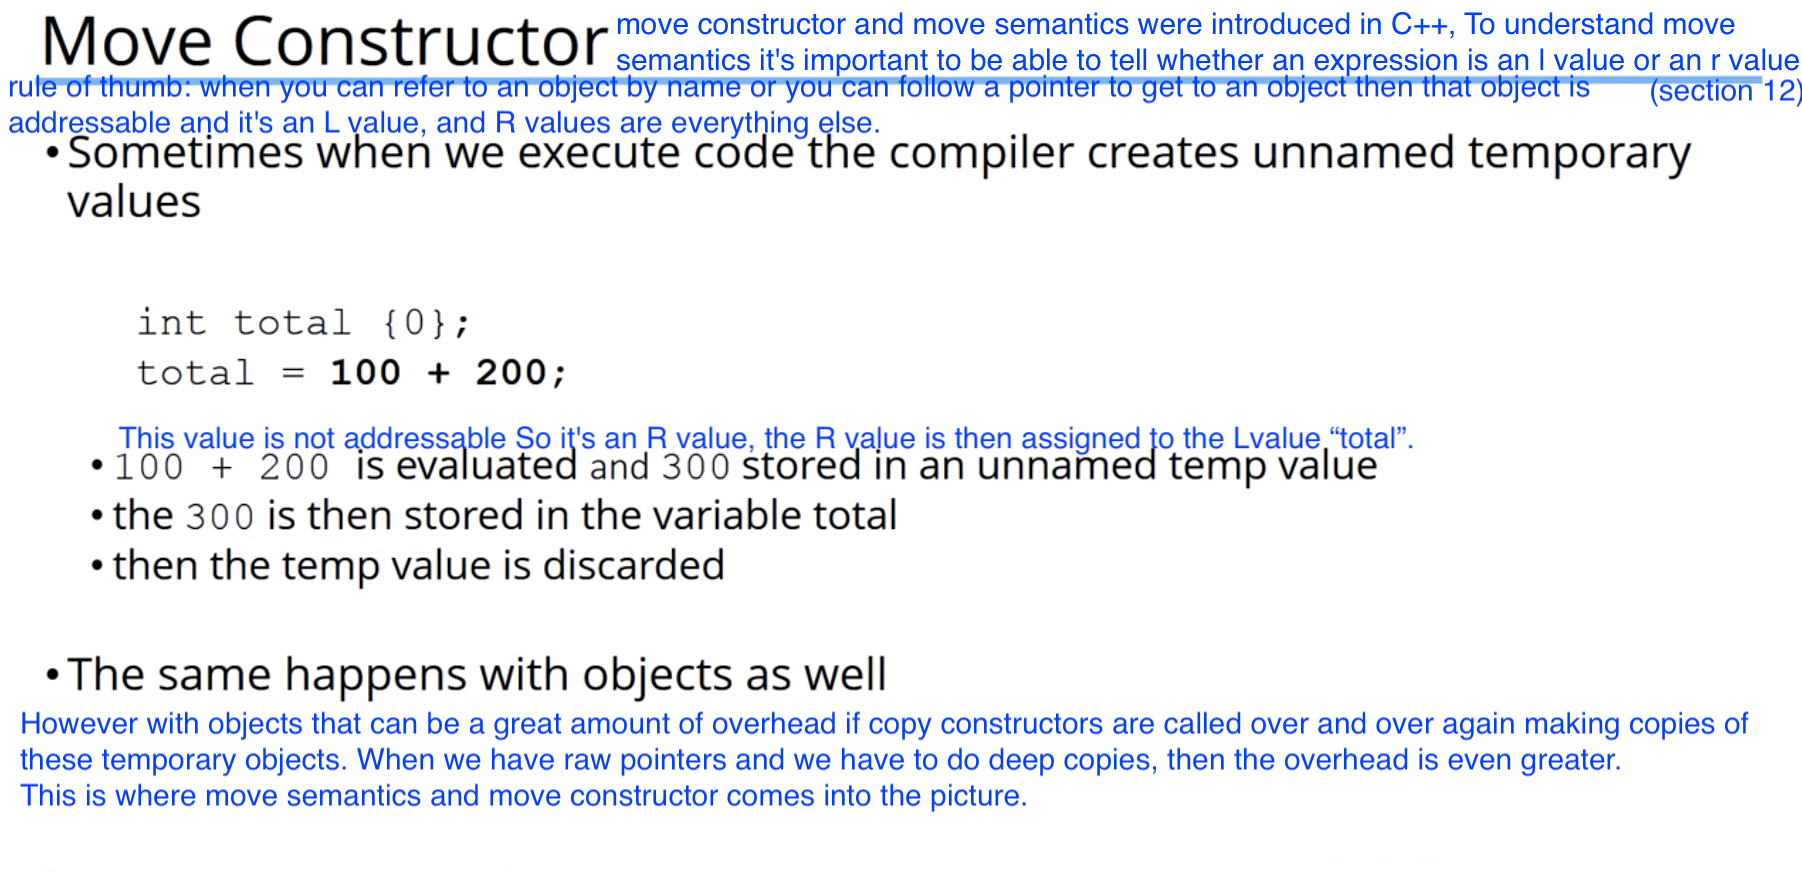 Move Constructor
move constructor and move semantics were introduced in C++, To understand move
semantics it's important to be able to tell whether an expression is an l value or an r value
rule of thumb: when you can refer to an object by name or you can follow a pointer to get to an object then that object is
(section 12)
addressable and it's an L value, and R values are everything else.
• Sometimes when we execute code the compiler creates unnamed temporary
values
int total {0};
total = 100 + 200;
This value is not addressable So it's an R value, the R value is then assigned to the Lvalue “total”.
• 100 + 200 is evaluated and 300 stored in an unnamed temp value
• the 300 is then stored in the variable total
• then the temp value is discarded
• The same happens with objects as well
However with objects that can be a great amount of overhead if copy constructors are called over and over again making copies of
these temporary objects. When we have raw pointers and we have to do deep copies, then the overhead is even greater.
This is where move semantics and move constructor comes into the picture.